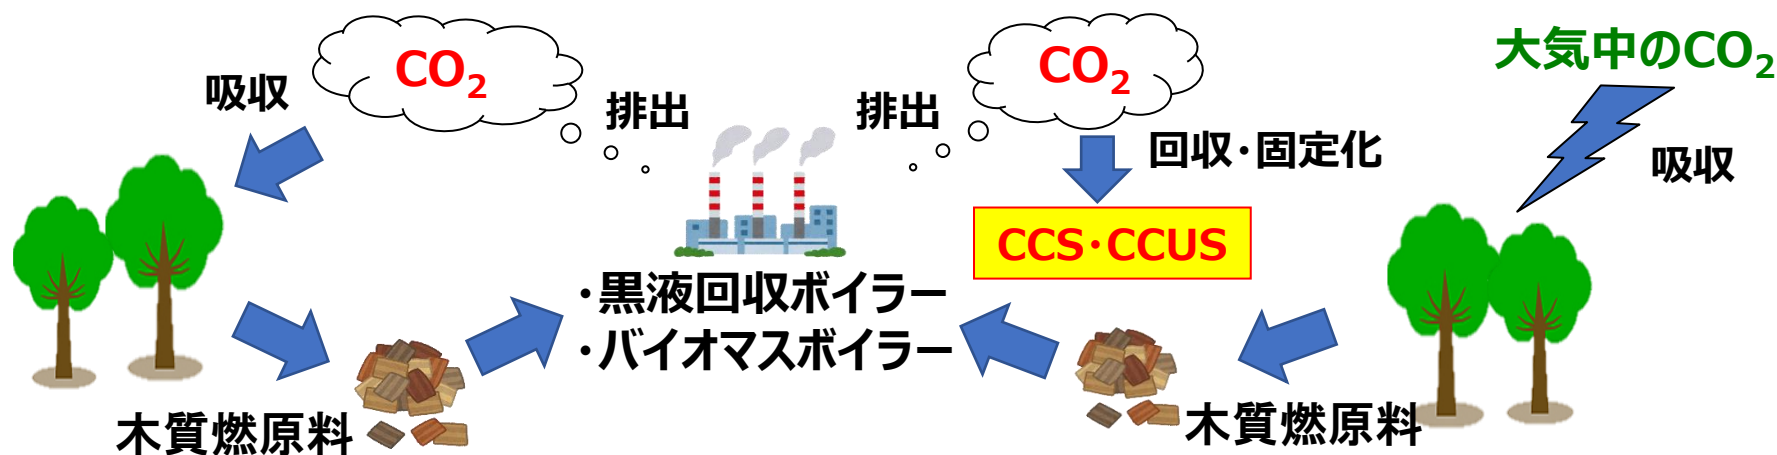 吸収
CO2
排出
排出
CO2
回収・固定化
大気中のCO2
吸収
CCS・CCUS
・黒液回収ボイラー
・バイオマスボイラー
木質燃原料
木質燃原料